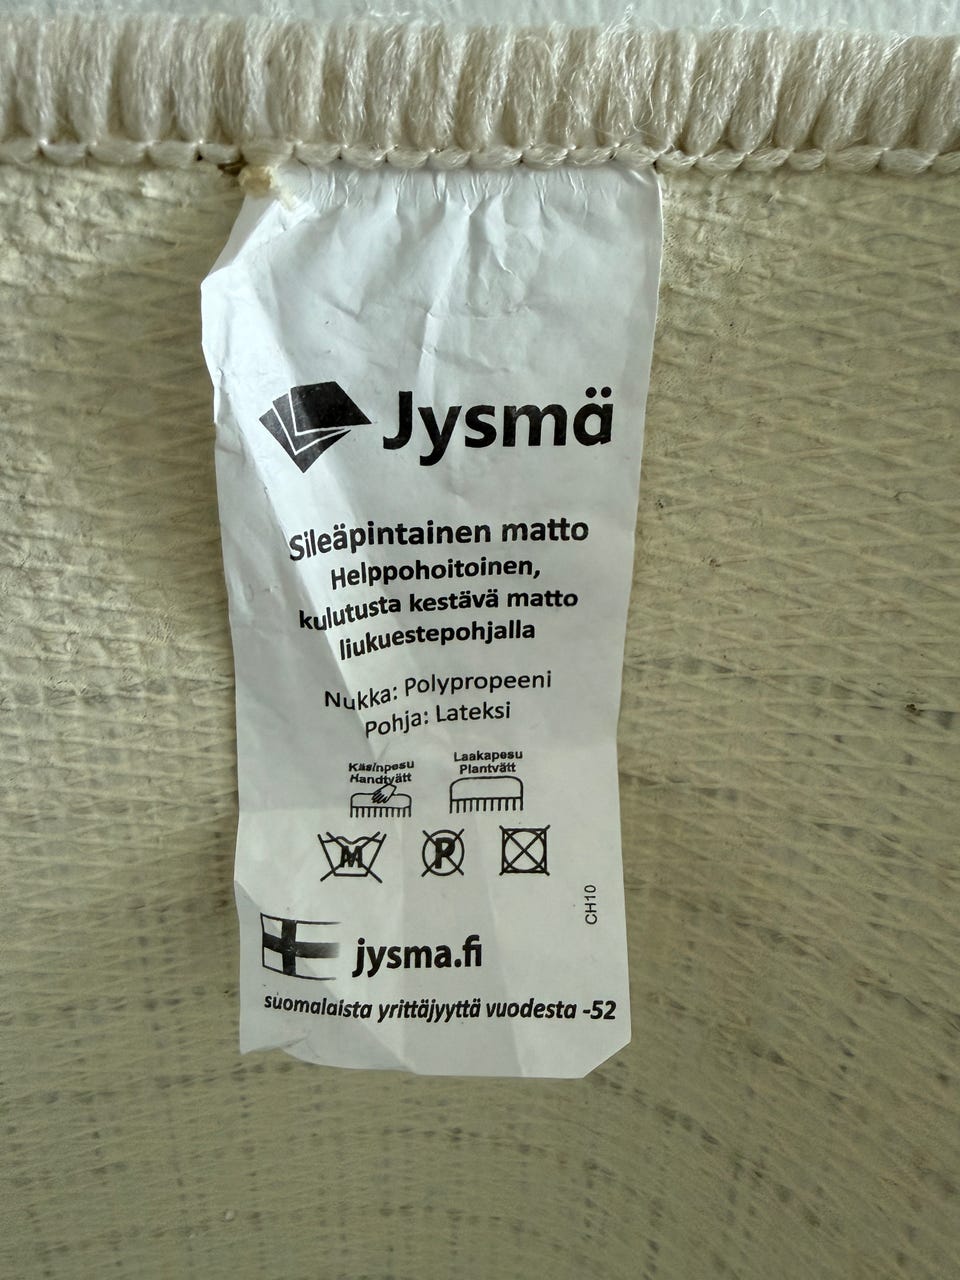 Jysmä
Sileäpintainen matto
Helppohoitoinen,
kulutusta kestävä matto
liukuestepohjalla
Nukka: Polypropeeni
Pohja: Lateksi
Käsinpesu
Handtvätt
Laakapesu
Plantvätt
M
P
CH10
jysma.fi
suomalaista yrittäjyyttä vuodesta -52